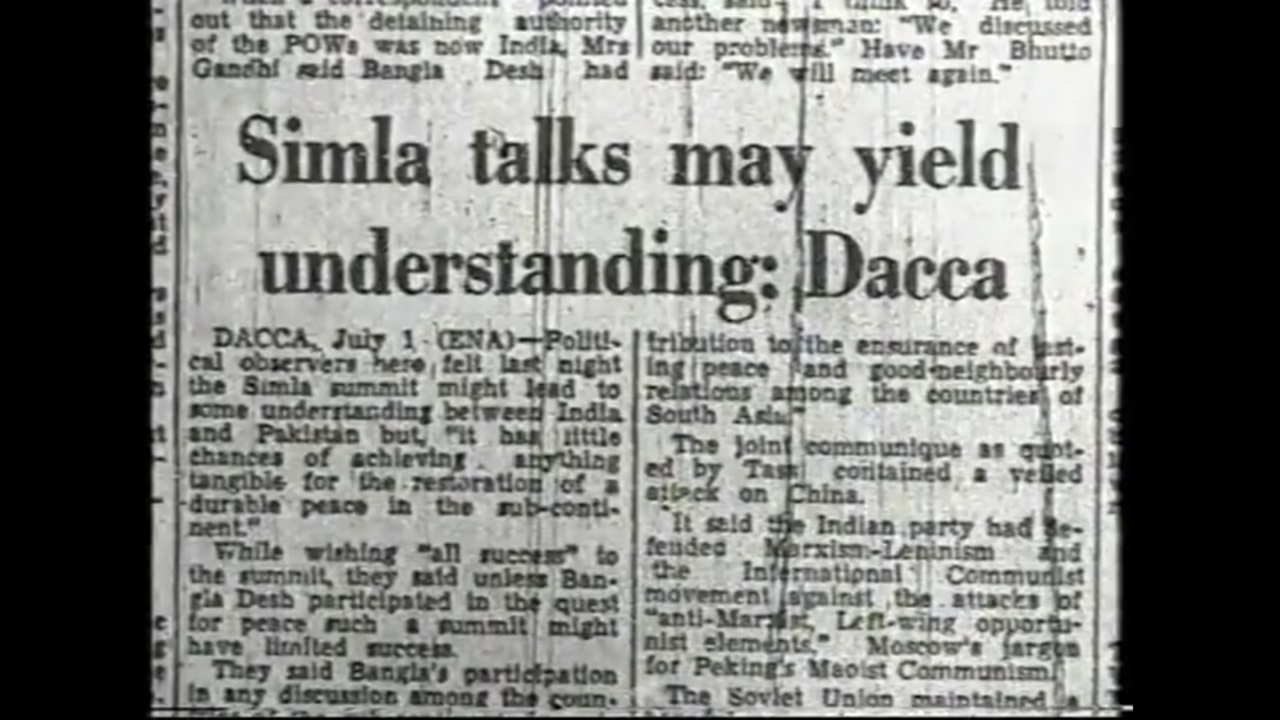 out that the detaining authority
of the POWs was now India, Mrs
Gandhi said Bangla Desh had
another newsman: "We discussed
our problems." Have Mr Bhutto
said: "We will meet again."
Simla talks may yield
understanding: Dacca
DACCA, July 1 (ENA)—Politi-
cal observers here felt last night
the Simla summit might lead to
some understanding between India
and Pakistan but, "it has little
chances of achieving anything
tangible for the restoration of a
durable peace in the sub-conti-
nent."
While wishing "all success" to
the summit, they said unless Ban-
gla Desh participated in the quest
for peace such a summit might
have limited success.
They said Bangla's participation
in any discussion among the coun-
tribution to the ensurance of last-
ing peace and good-neighbourly
relations among the countries of
South Asia."
The joint communique as quot-
ed by Tass contained a veiled
attack on China.
"It said the Indian party had de-
fended Marxism-Leninism and
the International Communist
movement against the attacks of
"anti-Marxist, Left-wing opportu-
nist elements," Moscow's jargon
for Peking's Maoist Communism.
The Soviet Union maintained a